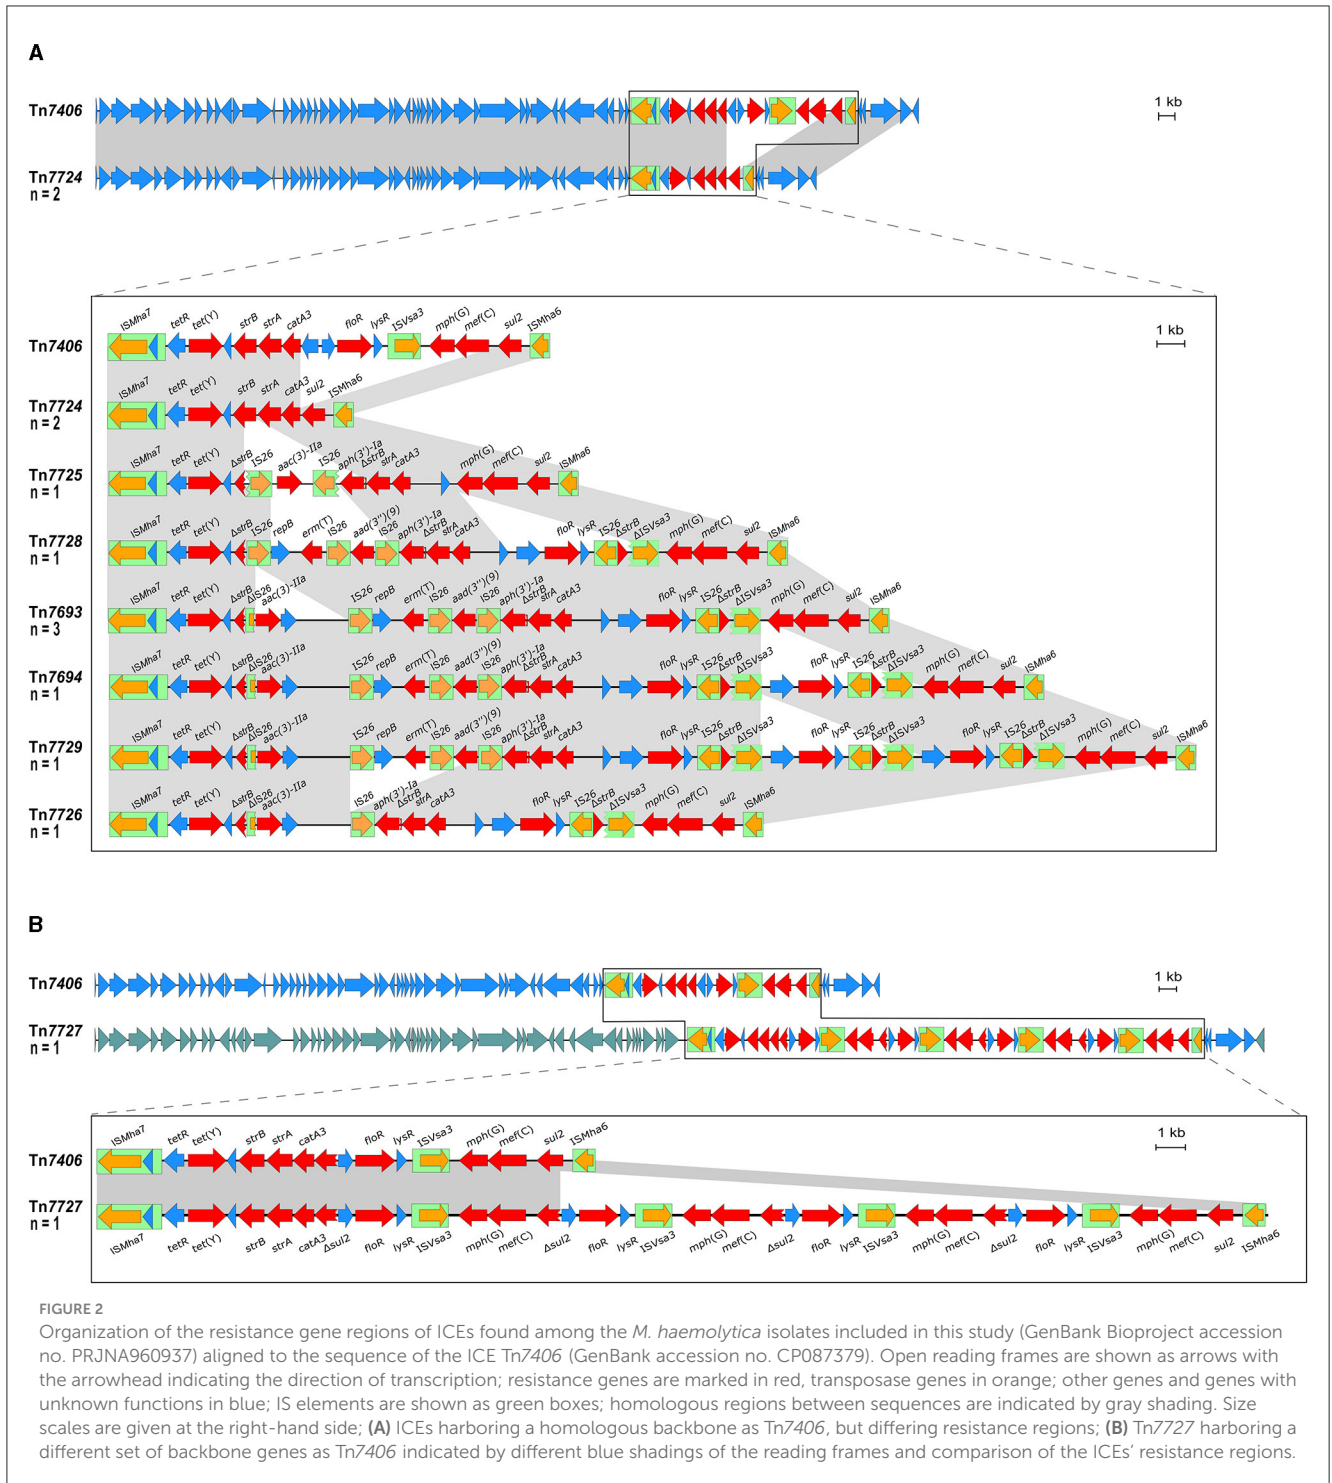 A
Tn7406
1 kb
Tn7724
n = 2
ISMha7 tetR tet(Y) strB strA catA3 floR lysR ISVsa3 mph(G) mef(C) sul2 ISMha6
Tn7406
1 kb
ISMha7 tetR tet(Y) strB strA catA3 sul2 ISMha6
Tn7724
n = 2
ISMha7 tetR tet(Y) ΔstrB IS26 aac(3)-IIa IS26 aph(3')-Ia ΔstrB strA catA3 mph(G) mef(C) sul2 ISMha6
Tn7725
n = 1
ISMha7 tetR tet(Y) ΔstrB IS26 repB erm(T) IS26 aad(3'')(9) IS26 aph(3')-Ia ΔstrB strA catA3 floR lysR IS26 ΔstrB ΔISVsa3 mph(G) mef(C) sul2 ISMha6
Tn7728
n = 1
ISMha7 tetR tet(Y) ΔstrB ΔIS26 aac(3)-IIa IS26 repB erm(T) IS26 aad(3'')(9) IS26 aph(3')-Ia ΔstrB strA catA3 floR lysR IS26 ΔstrB ΔISVsa3 mph(G) mef(C) sul2 ISMha6
Tn7693
n = 3
ISMha7 tetR tet(Y) ΔstrB ΔIS26 aac(3)-IIa IS26 repB erm(T) IS26 aad(3'')(9) IS26 aph(3')-Ia ΔstrB strA catA3 floR lysR IS26 ΔstrB ΔISVsa3 floR lysR IS26 ΔstrB ΔISVsa3 mph(G) mef(C) sul2 ISMha6
Tn7694
n = 1
ISMha7 tetR tet(Y) ΔstrB ΔIS26 aac(3)-IIa IS26 repB erm(T) IS26 aad(3'')(9) IS26 aph(3')-Ia ΔstrB strA catA3 floR lysR IS26 ΔstrB ΔISVsa3 floR lysR IS26 ΔstrB ΔISVsa3 floR lysR IS26 ΔstrB ΔISVsa3 mph(G) mef(C) sul2 ISMha6
Tn7729
n = 1
ISMha7 tetR tet(Y) ΔstrB ΔIS26 aac(3)-IIa IS26 aph(3')-Ia ΔstrB strA catA3 floR lysR IS26 ΔstrB ΔISVsa3 mph(G) mef(C) sul2 ISMha6
Tn7726
n = 1
B
Tn7406
1 kb
Tn7727
n = 1
ISMha7 tetR tet(Y) strB strA catA3 floR lysR ISVsa3 mph(G) mef(C) sul2 ISMha6
Tn7406
1 kb
Tn7727
n = 1
ISMha7 tetR tet(Y) strB strA catA3 Δsul2 floR lysR ISVsa3 mph(G) mef(C) Δsul2 floR lysR ISVsa3 mph(G) mef(C) Δsul2 floR lysR ISVsa3 mph(G) mef(C) Δsul2 floR lysR ISVsa3 mph(G) mef(C) sul2 ISMha6
FIGURE 2
Organization of the resistance gene regions of ICEs found among the M. haemolytica isolates included in this study (GenBank Bioproject accession
no. PRJNA960937) aligned to the sequence of the ICE Tn7406 (GenBank accession no. CP087379). Open reading frames are shown as arrows with
the arrowhead indicating the direction of transcription; resistance genes are marked in red, transposase genes in orange; other genes and genes with
unknown functions in blue; IS elements are shown as green boxes; homologous regions between sequences are indicated by gray shading. Size
scales are given at the right-hand side; (A) ICEs harboring a homologous backbone as Tn7406, but differing resistance regions; (B) Tn7727 harboring a
different set of backbone genes as Tn7406 indicated by different blue shadings of the reading frames and comparison of the ICEs' resistance regions.